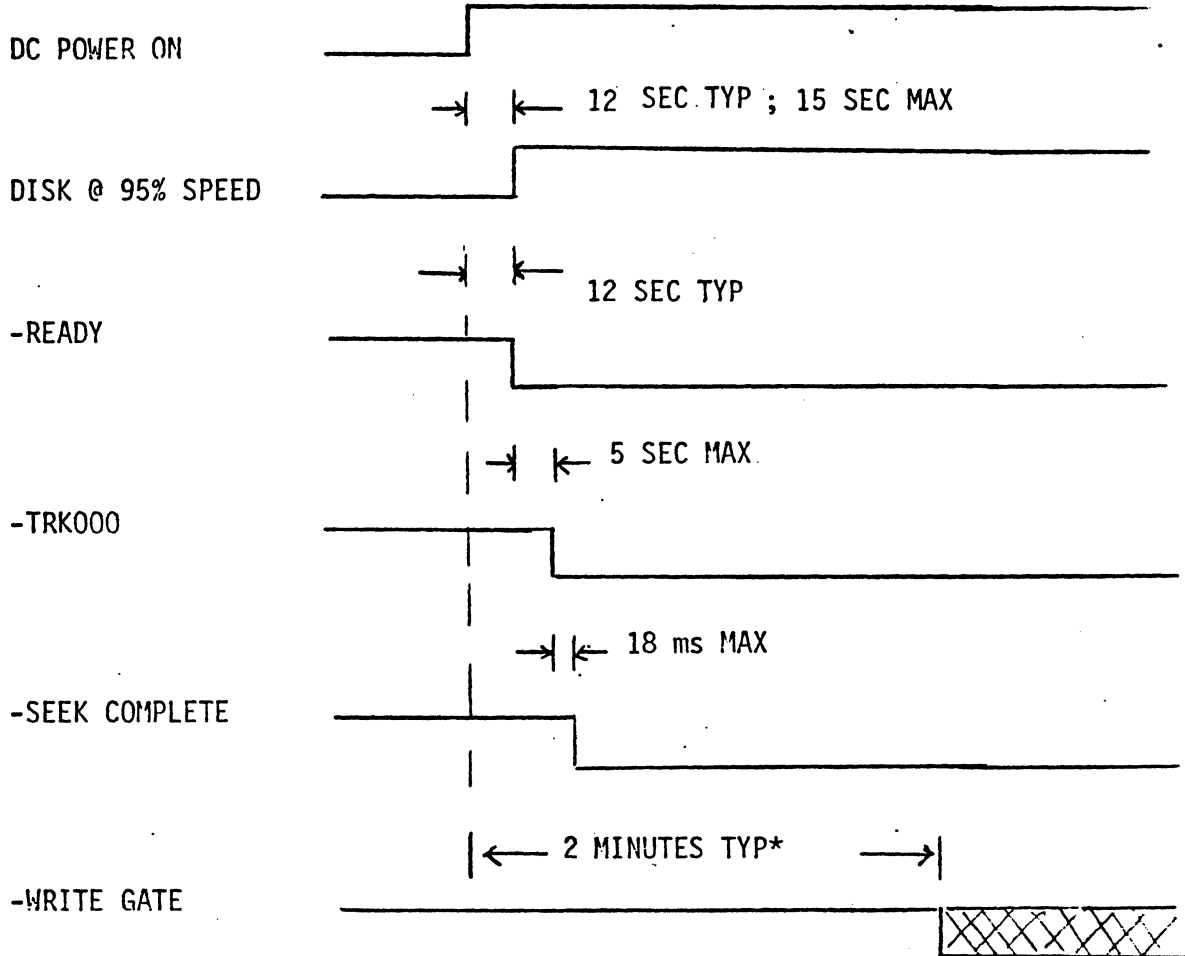 DC POWER ON
12 SEC TYP ; 15 SEC MAX
DISK @ 95% SPEED
12 SEC TYP
-READY
5 SEC MAX
-TRK000
18 ms MAX
-SEEK COMPLETE
2 MINUTES TYP*
-WRITE GATE